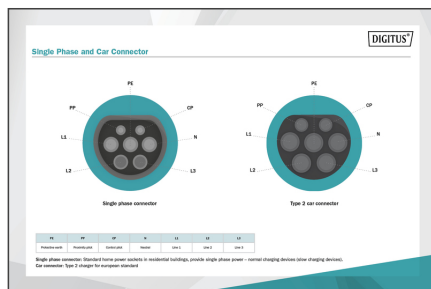 DIGITUS®
Single Phase and Car Connector
PE
PP
CP
L1
N
L2
L3
Single phase connector
PE
PP
CP
L1
N
L2
L3
Type 2 car connector
PE PP CP N L1 L2 L3
Protective earth Proximity pilot Control pilot Neutral Line 1 Line 2 Line 3
Single phase connector: Standard home power sockets in residential buildings, provide single phase power – normal charging devices (slow charging devices).
Car connector: Type 2 charger for european standard